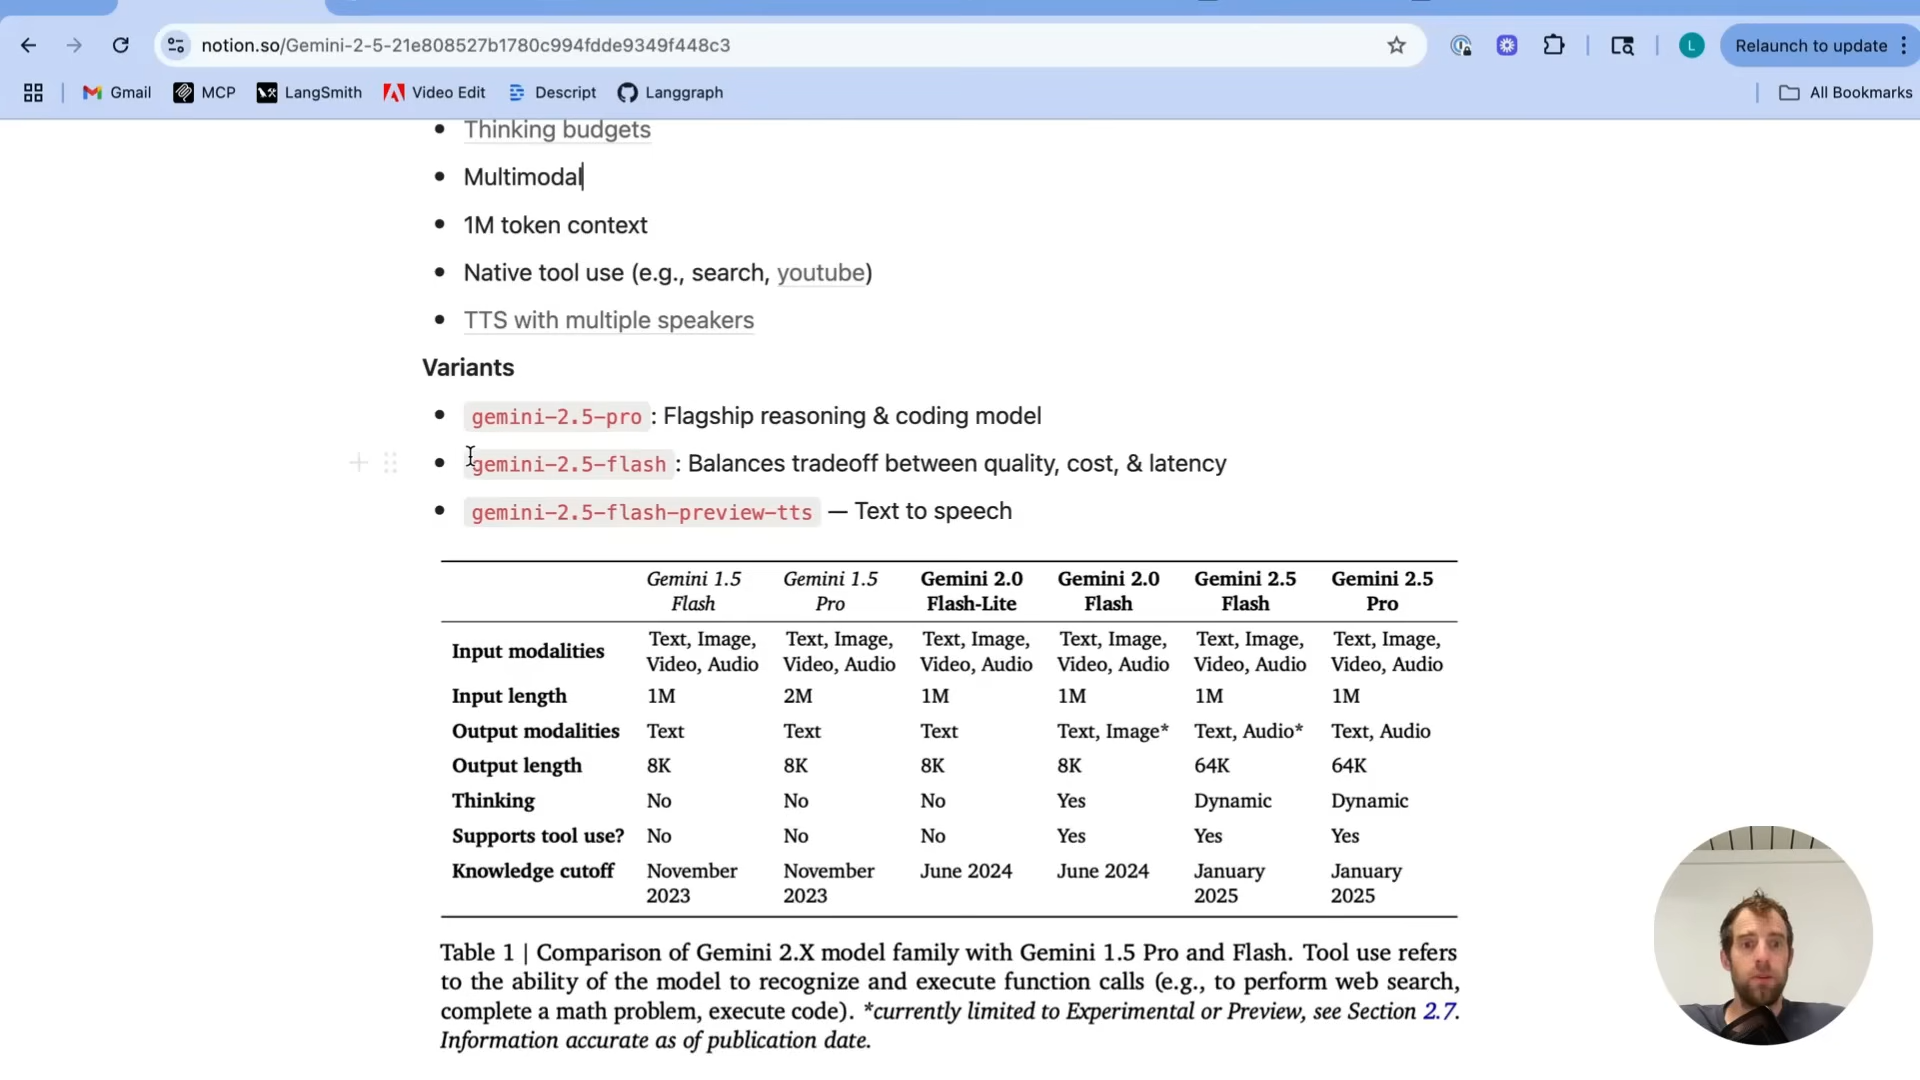 notion.so/Gemini-2-5-21e808527b1780c994fdde9349f448c3
L
Relaunch to update
Gmail
MCP
LangSmith
Video Edit
Descript
Langgraph
All Bookmarks
• Thinking budgets
• Multimodal
• 1M token context
• Native tool use (e.g., search, youtube)
• TTS with multiple speakers
Variants
• gemini-2.5-pro : Flagship reasoning & coding model
• gemini-2.5-flash : Balances tradeoff between quality, cost, & latency
• gemini-2.5-flash-preview-tts — Text to speech
Gemini 1.5 Flash Gemini 1.5 Pro Gemini 2.0 Flash-Lite Gemini 2.0 Flash Gemini 2.5 Flash Gemini 2.5 Pro
Input modalities Text, Image, Video, Audio Text, Image, Video, Audio Text, Image, Video, Audio Text, Image, Video, Audio Text, Image, Video, Audio Text, Image, Video, Audio
Input length 1M 2M 1M 1M 1M 1M
Output modalities Text Text Text Text, Image* Text, Audio* Text, Audio
Output length 8K 8K 8K 8K 64K 64K
Thinking No No No Yes Dynamic Dynamic
Supports tool use? No No No Yes Yes Yes
Knowledge cutoff November 2023 November 2023 June 2024 June 2024 January 2025 January 2025
Table 1 | Comparison of Gemini 2.X model family with Gemini 1.5 Pro and Flash. Tool use refers
to the ability of the model to recognize and execute function calls (e.g., to perform web search,
complete a math problem, execute code). *currently limited to Experimental or Preview, see Section 2.7.
Information accurate as of publication date.